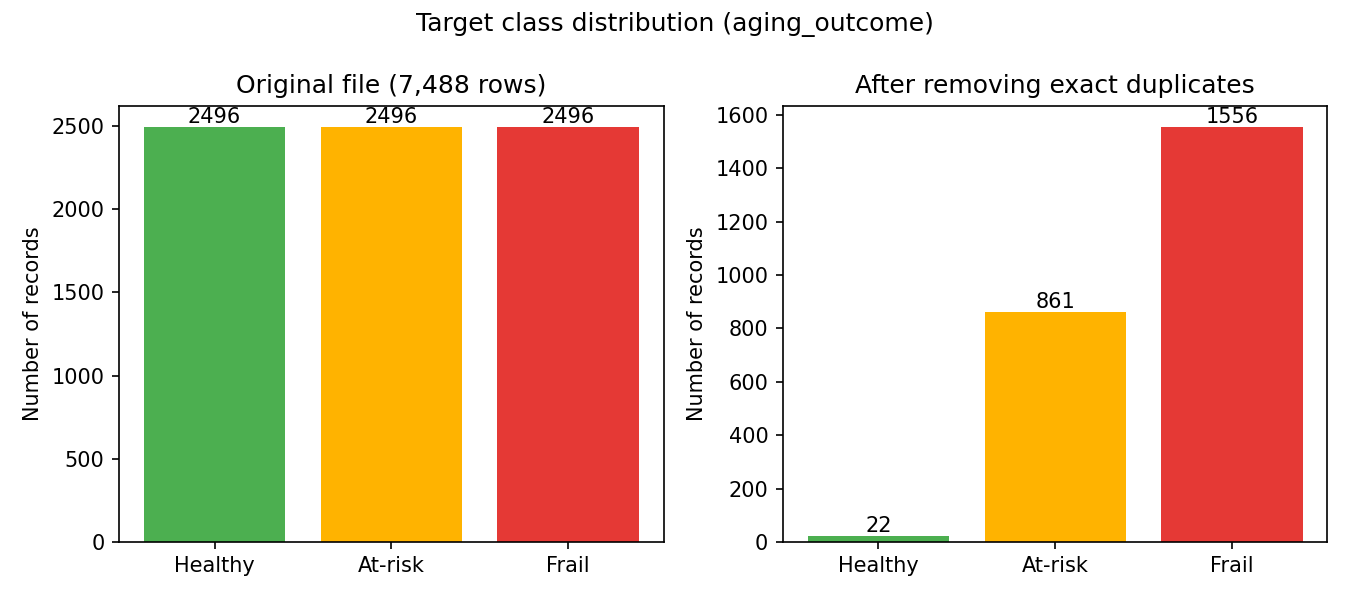 Target class distribution (aging_outcome)
Original file (7,488 rows)
Number of records
2500
2000
1500
1000
500
0
2496
2496
2496
Healthy
At-risk
Frail
After removing exact duplicates
Number of records
1600
1400
1200
1000
800
600
400
200
0
22
861
1556
Healthy
At-risk
Frail